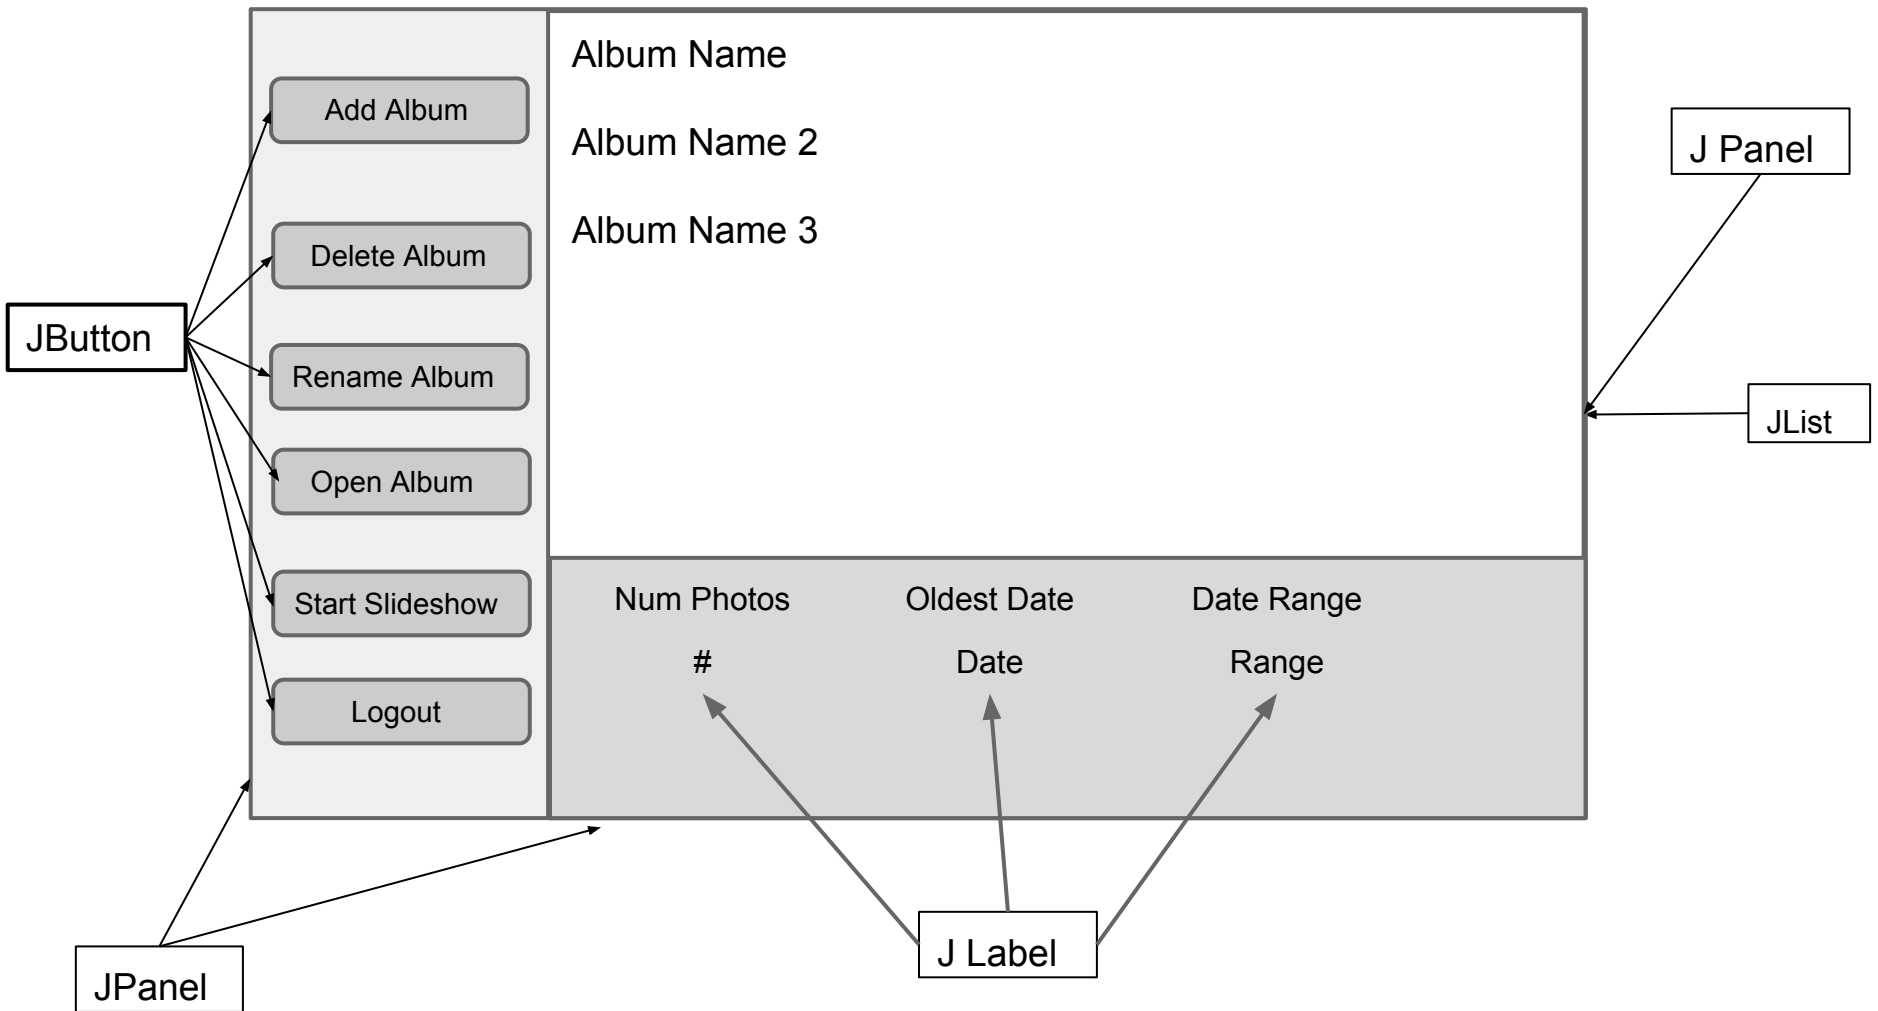 Album Name
Add Album
Album Name 2
J Panel
Album Name 3
Delete Album
JButton
Rename Album
JList
Open Album
Num Photos Oldest Date Date Range
Start Slideshow
# Date Range
Logout
J Label
JPanel